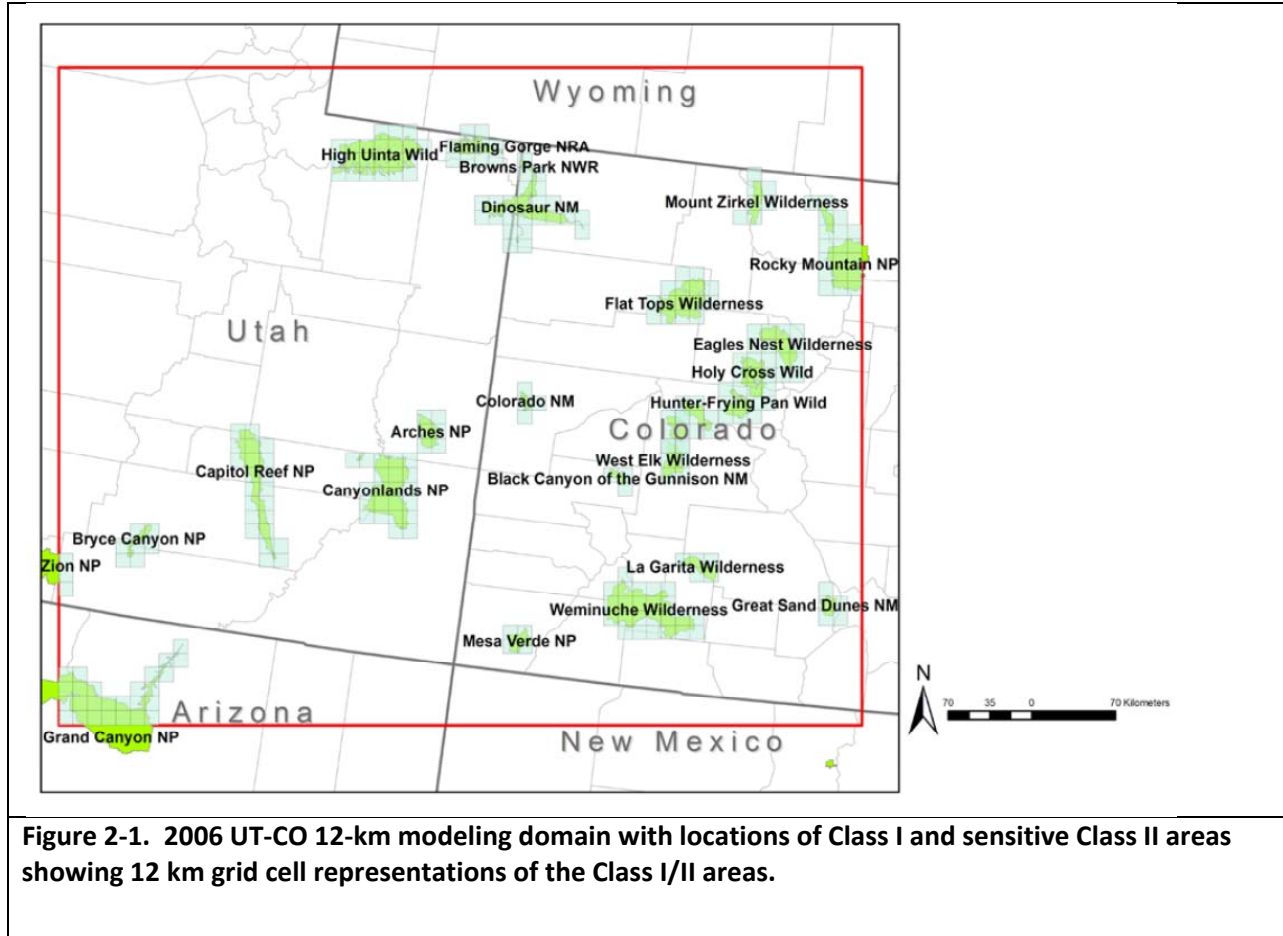 Wyoming
High Uinta Wild
Flaming Gorge NRA
Browns Park NWR
Dinosaur NM
Mount Zirkel Wilderness
Rocky Mountain NP
Flat Tops Wilderness
Utah
Eagles Nest Wilderness
Holy Cross Wild
Colorado NM
Hunter-Frying Pan Wild
Arches NP
Colorado
West Elk Wilderness
Capitol Reef NP
Black Canyon of the Gunnison NM
Canyonlands NP
Bryce Canyon NP
Zion NP
La Garita Wilderness
Weminuche Wilderness
Great Sand Dunes NM
Mesa Verde NP
N
70 35 0 70 Kilometers
Arizona
Grand Canyon NP
New Mexico
Figure 2-1. 2006 UT-CO 12-km modeling domain with locations of Class I and sensitive Class II areas
showing 12 km grid cell representations of the Class I/II areas.